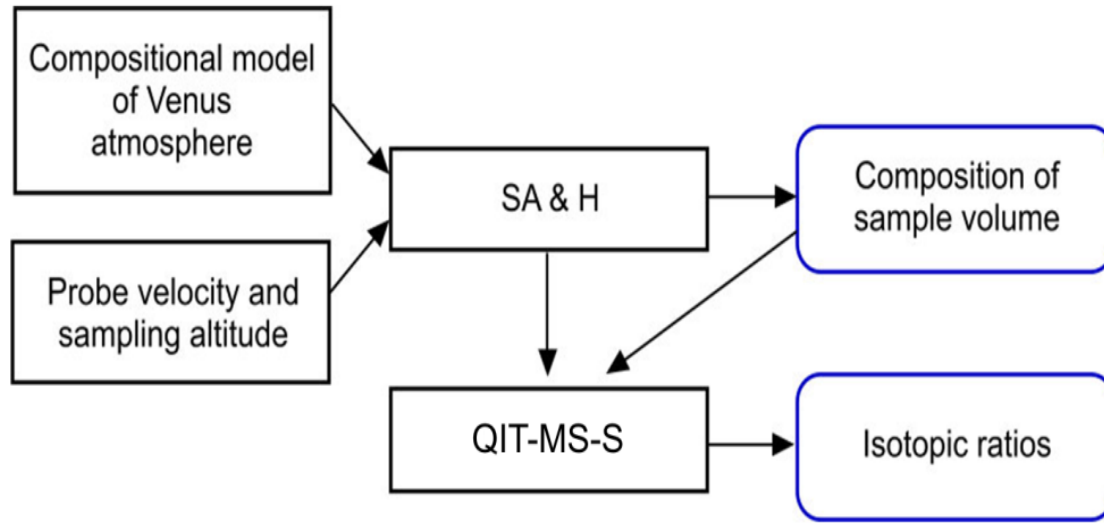 Compositional model
of Venus
atmosphere
Probe velocity and
sampling altitude
SA & H
Composition of
sample volume
QIT-MS-S
Isotopic ratios